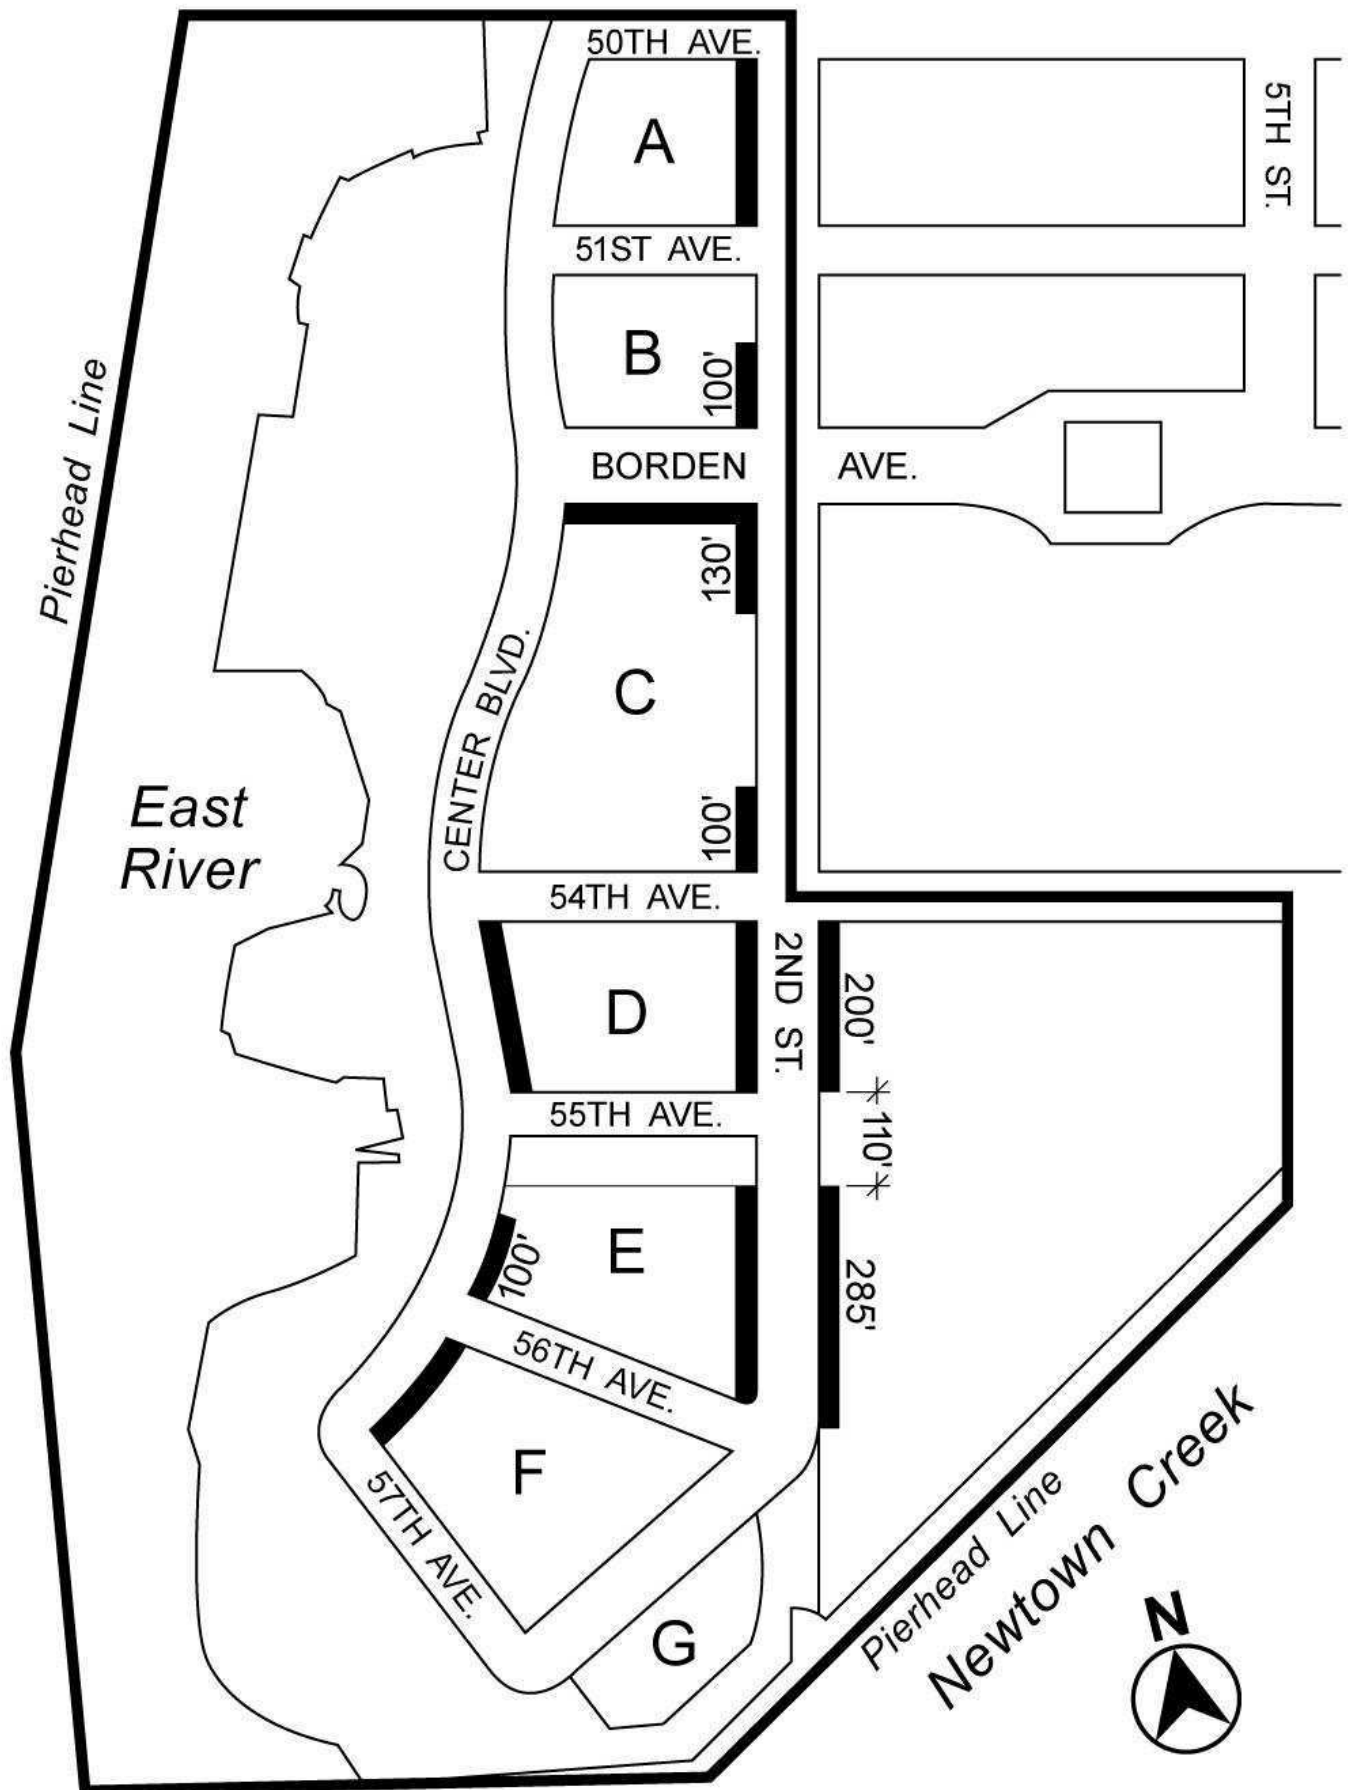 50TH AVE.
A
5TH ST.
51ST AVE.
B
100'
Pierhead Line
BORDEN AVE.
130'
C
CENTER BLVD.
100'
East
River
54TH AVE.
2ND ST.
D
200'
55TH AVE.
110'
E
100'
285'
56TH AVE.
F
57TH AVE.
G
Pierhead Line
Newtown Creek
N